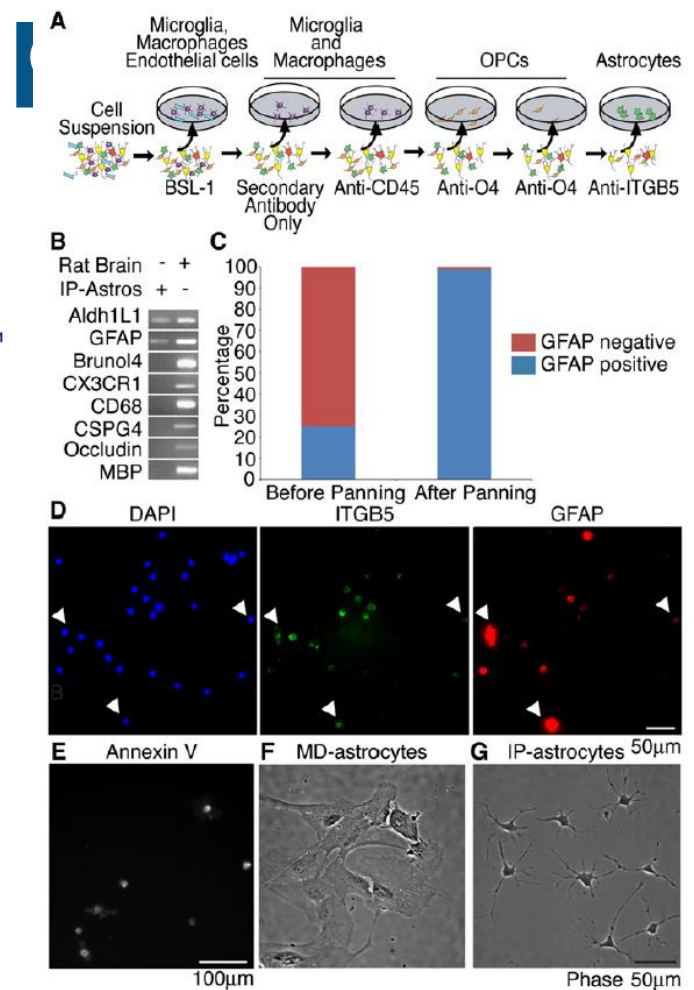 A
Microglia,
Macrophages
Endothelial cells
Microglia
and
Macrophages
OPCs
Astrocytes
Cell
Suspension
BSL-1
Secondary
Antibody
Only
Anti-CD45
Anti-O4
Anti-O4
Anti-ITGB5
B
Rat Brain - +
IP-Astros + -
Aldh1L1
GFAP
Brunol4
CX3CR1
CD68
CSPG4
Occludin
MBP
C
100
90
80
70
60
50
40
30
20
10
0
Percentage
Before Panning
After Panning
GFAP negative
GFAP positive
1
D
DAPI
ITGB5
GFAP
B
50μm
E
Annexin V
F
MD-astrocytes
G
IP-astrocytes
100μm
Phase 50μm